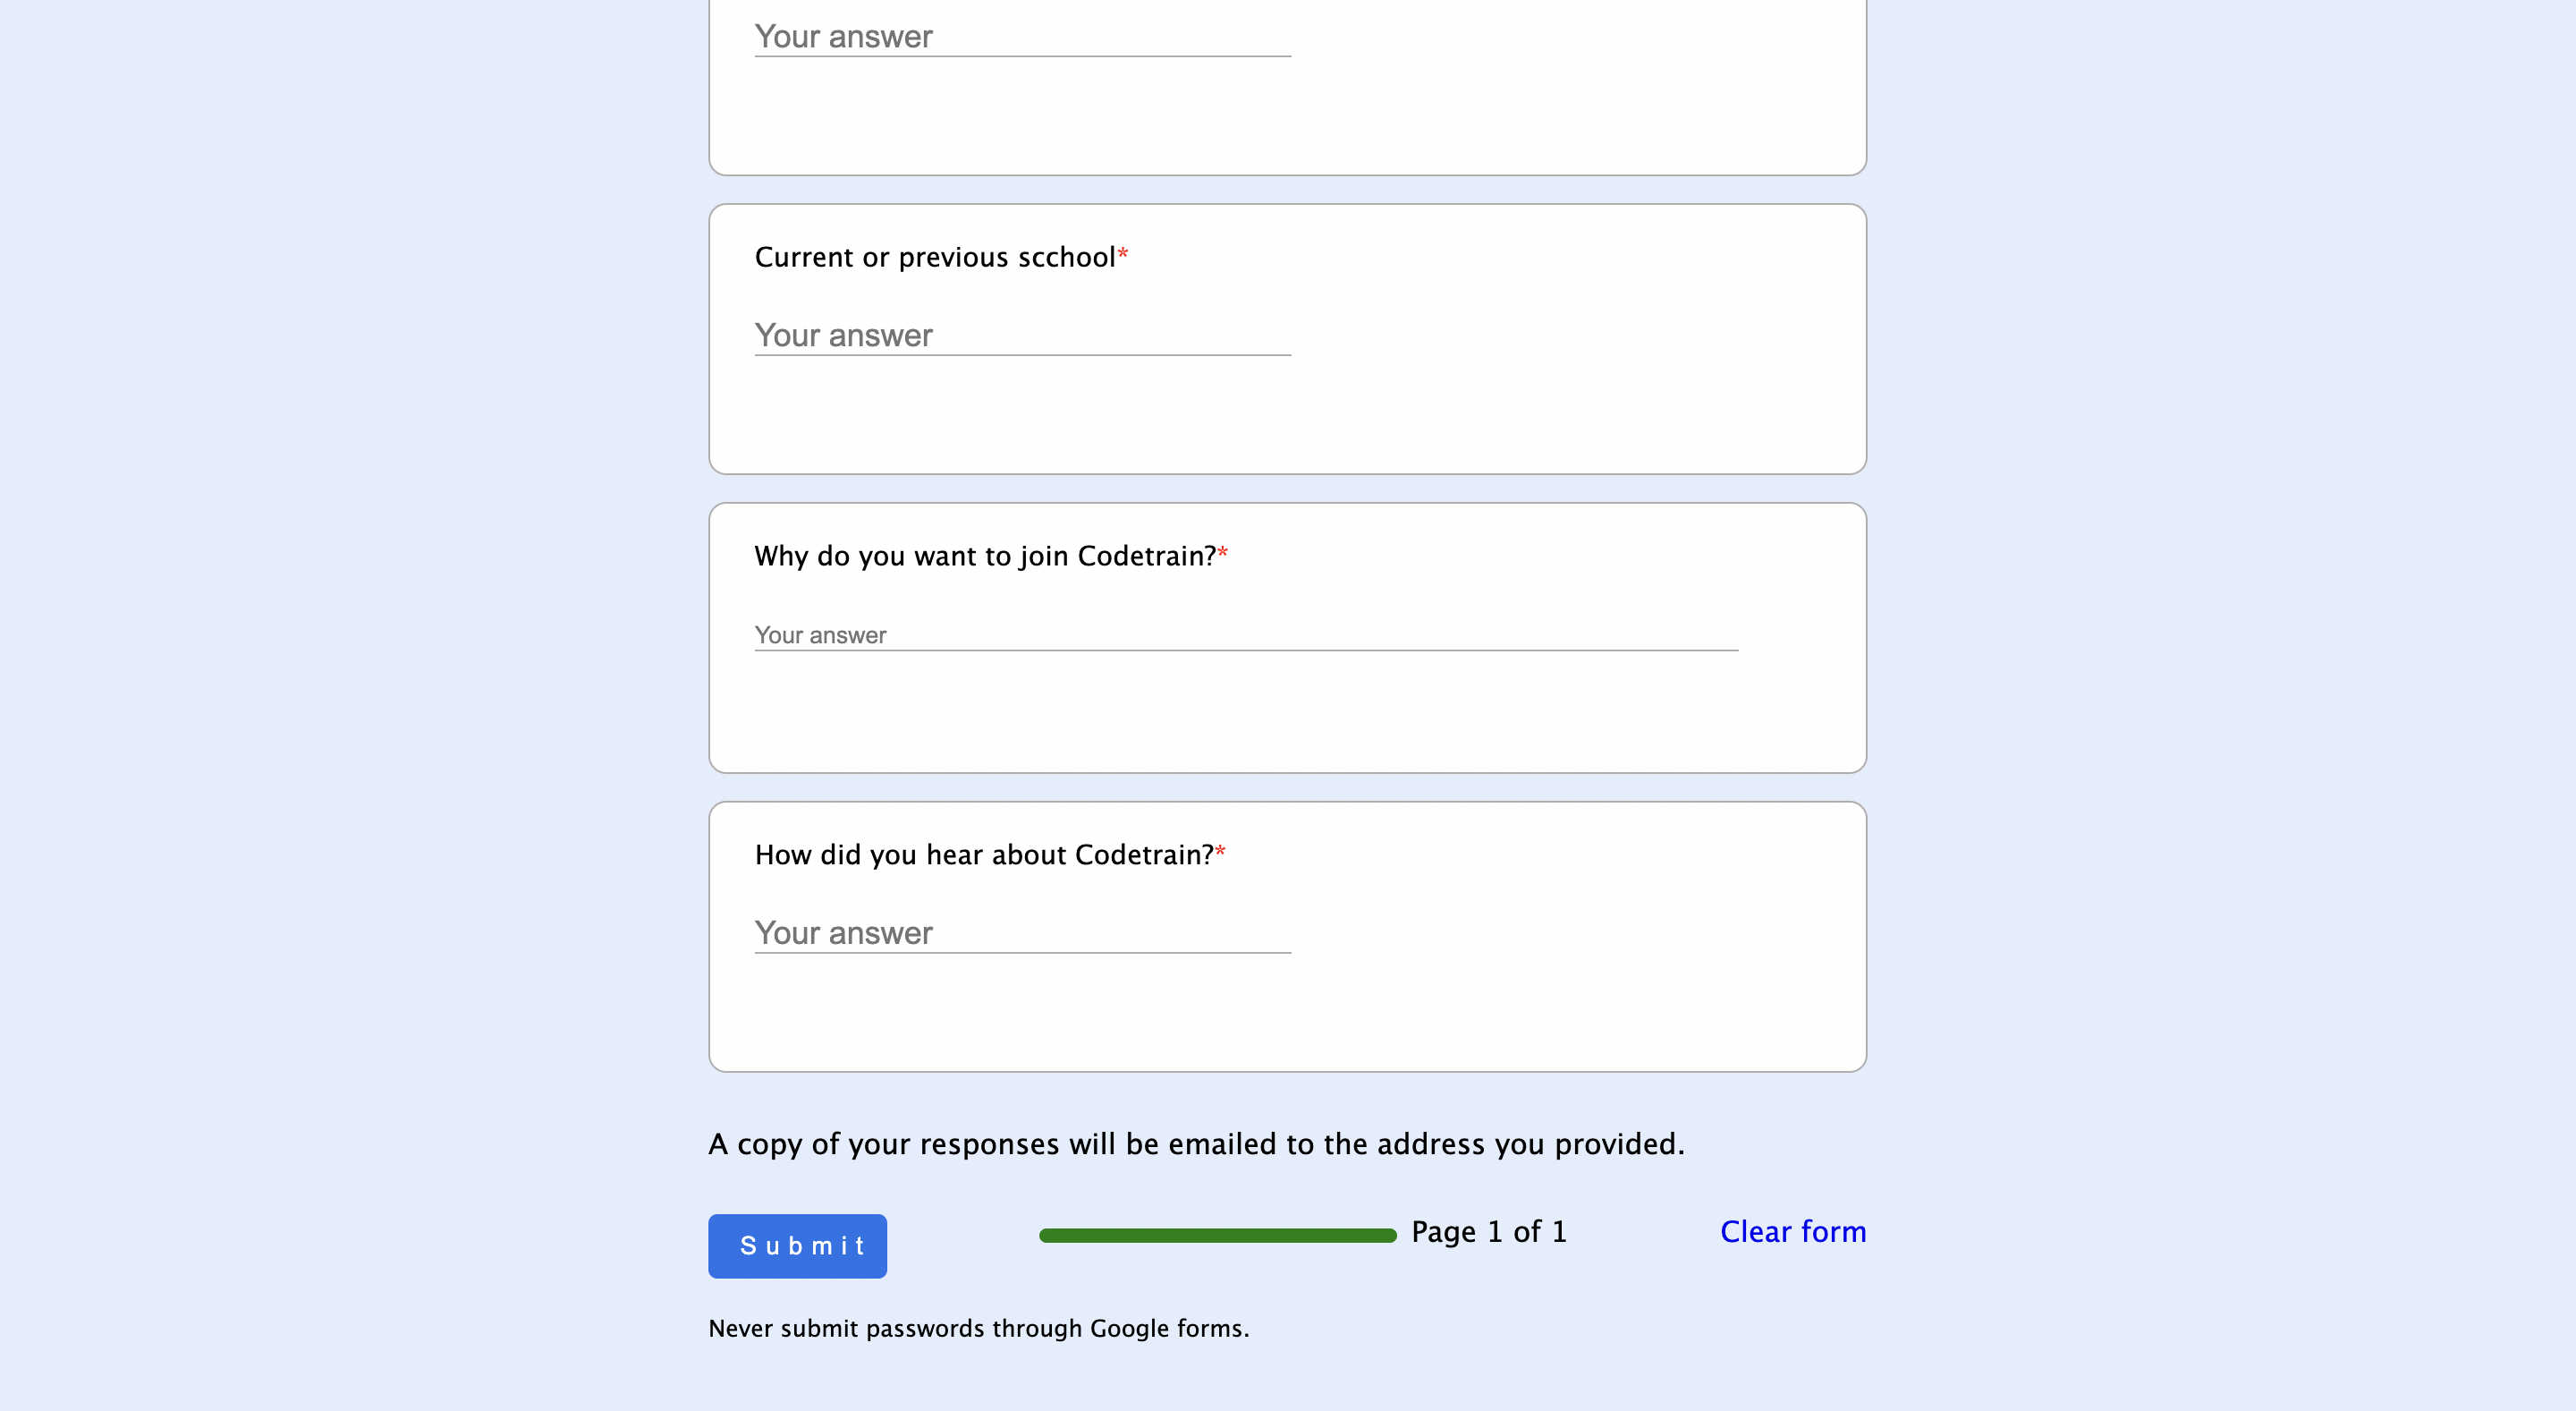 Your answer
Current or previous scchool*
Your answer
Why do you want to join Codetrain?*
Your answer
How did you hear about Codetrain?*
Your answer
A copy of your responses will be emailed to the address you provided.
Submit Page 1 of 1 Clear form
Never submit passwords through Google forms.